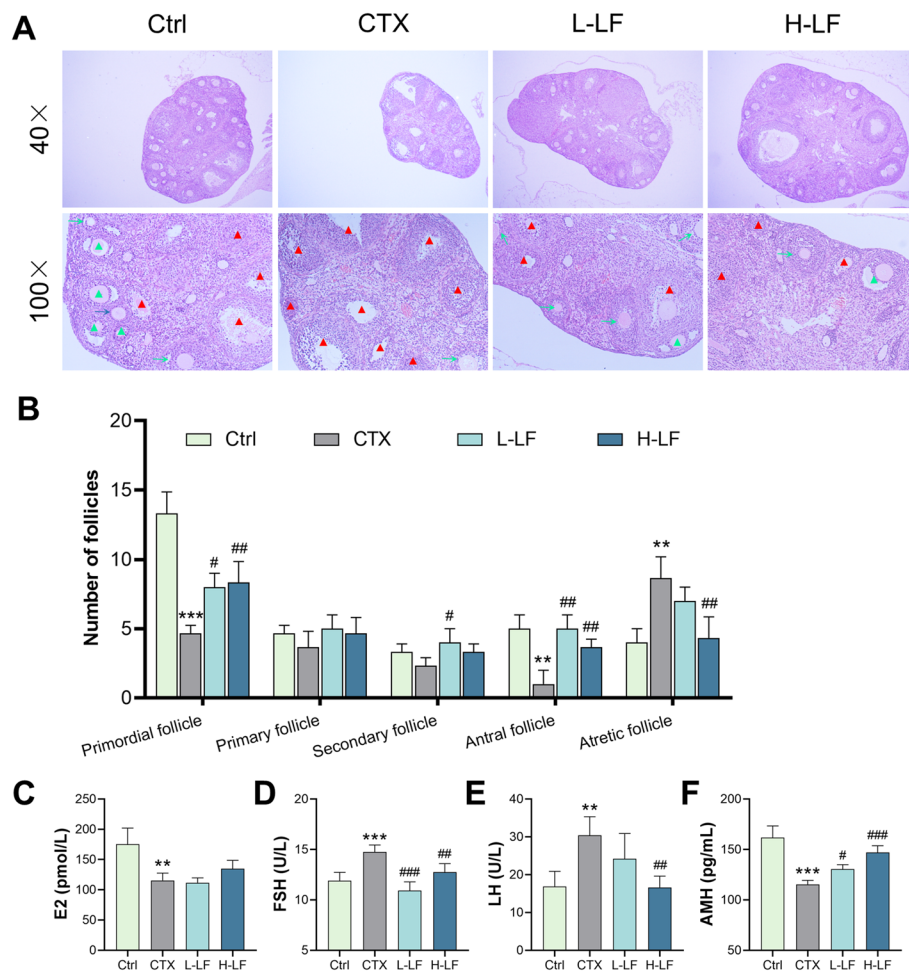 A
Ctrl CTX L-LF H-LF
40×
100×
B
Number of follicles
20
15
10
5
0
Ctrl CTX L-LF H-LF
*** # ##
#
** ## ##
** ##
Primordial follicle Primary follicle Secondary follicle Antral follicle Atretic follicle
C
E2 (pmol/L)
250
200
150
100
50
0
**
Ctrl CTX L-LF H-LF
D
FSH (U/L)
20
15
10
5
*** ### ##
Ctrl CTX L-LF H-LF
E
LH (U/L)
40
30
20
10
0
** ##
Ctrl CTX L-LF H-LF
F
AMH (pg/mL)
200
150
100
50
*** # ###
Ctrl CTX L-LF H-LF